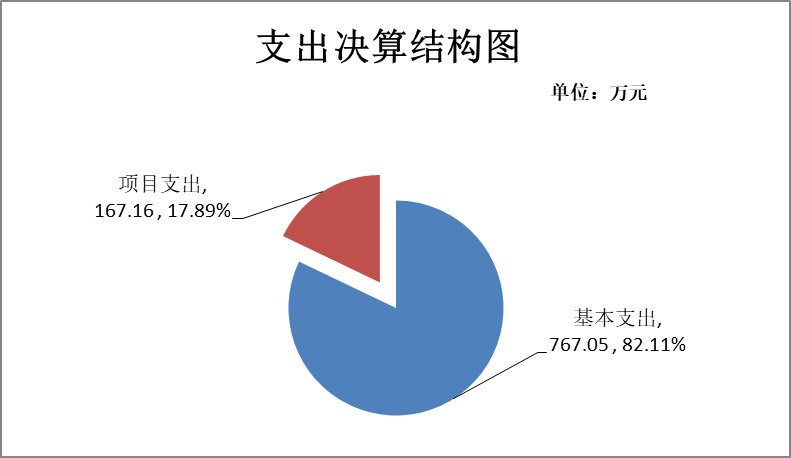 支出决算结构图
单位：万元
项目支出,
167.16 , 17.89%
基本支出,
767.05 , 82.11%